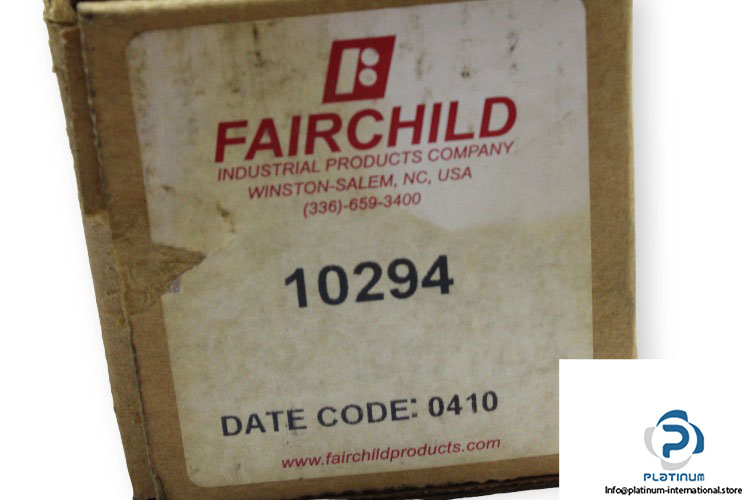 FAIRCHILD
INDUSTRIAL PRODUCTS COMPANY
WINSTON-SALEM, NC, USA
(336)-659-3400
10294
DATE CODE: 0410
www.fairchildproducts.com
PLATINUM
Info@platinum-international.store